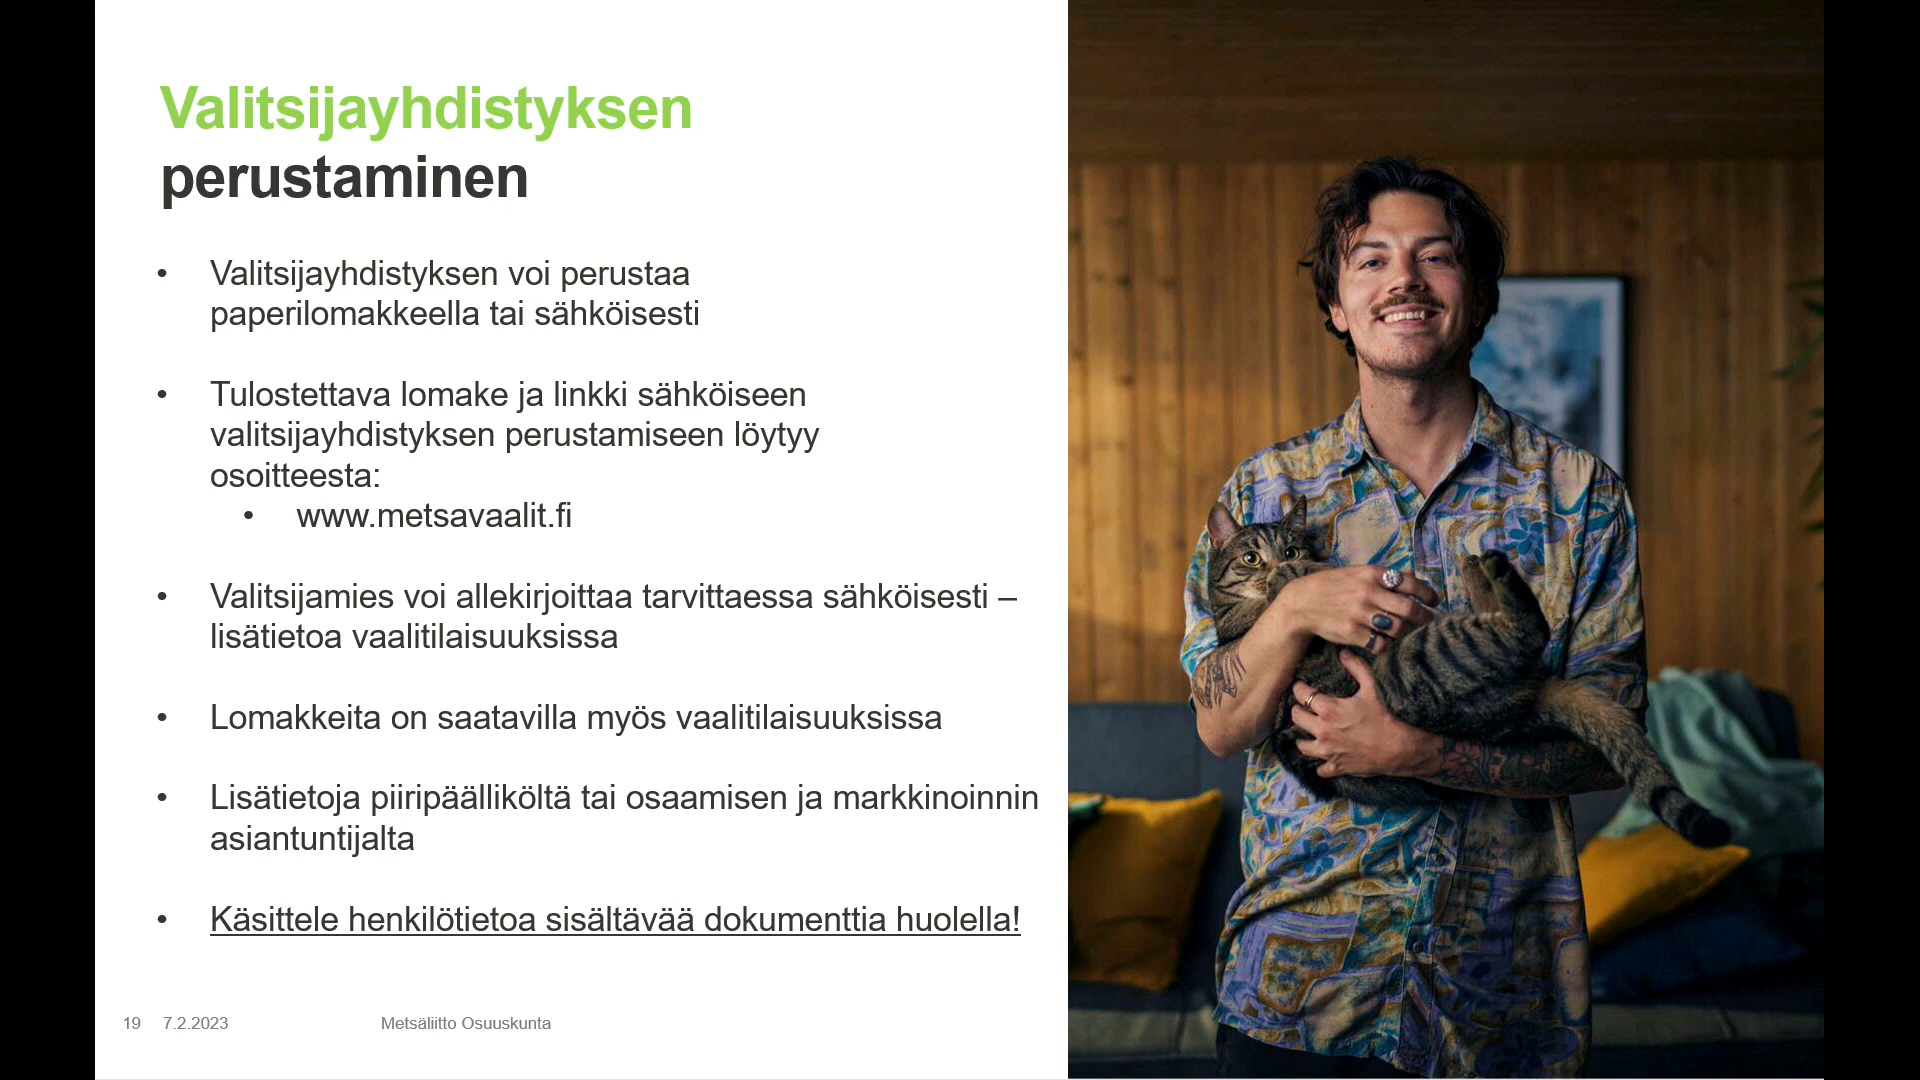 Valitsijayhdistyksen
perustaminen
• Valitsijayhdistyksen voi perustaa
paperilomakkeella tai sähköisesti
• Tulostettava lomake ja linkki sähköiseen
valitsijayhdistyksen perustamiseen löytyy
osoitteesta:
• www.metsavaalit.fi
• Valitsijamies voi allekirjoittaa tarvittaessa sähköisesti –
lisätietoa vaalitilaisuuksissa
• Lomakkeita on saatavilla myös vaalitilaisuuksissa
• Lisätietoja piiripäälliköltä tai osaamisen ja markkinoinnin
asiantuntijalta
• Käsittele henkilötietoa sisältävää dokumenttia huolella!
19 7.2.2023 Metsäliitto Osuuskunta